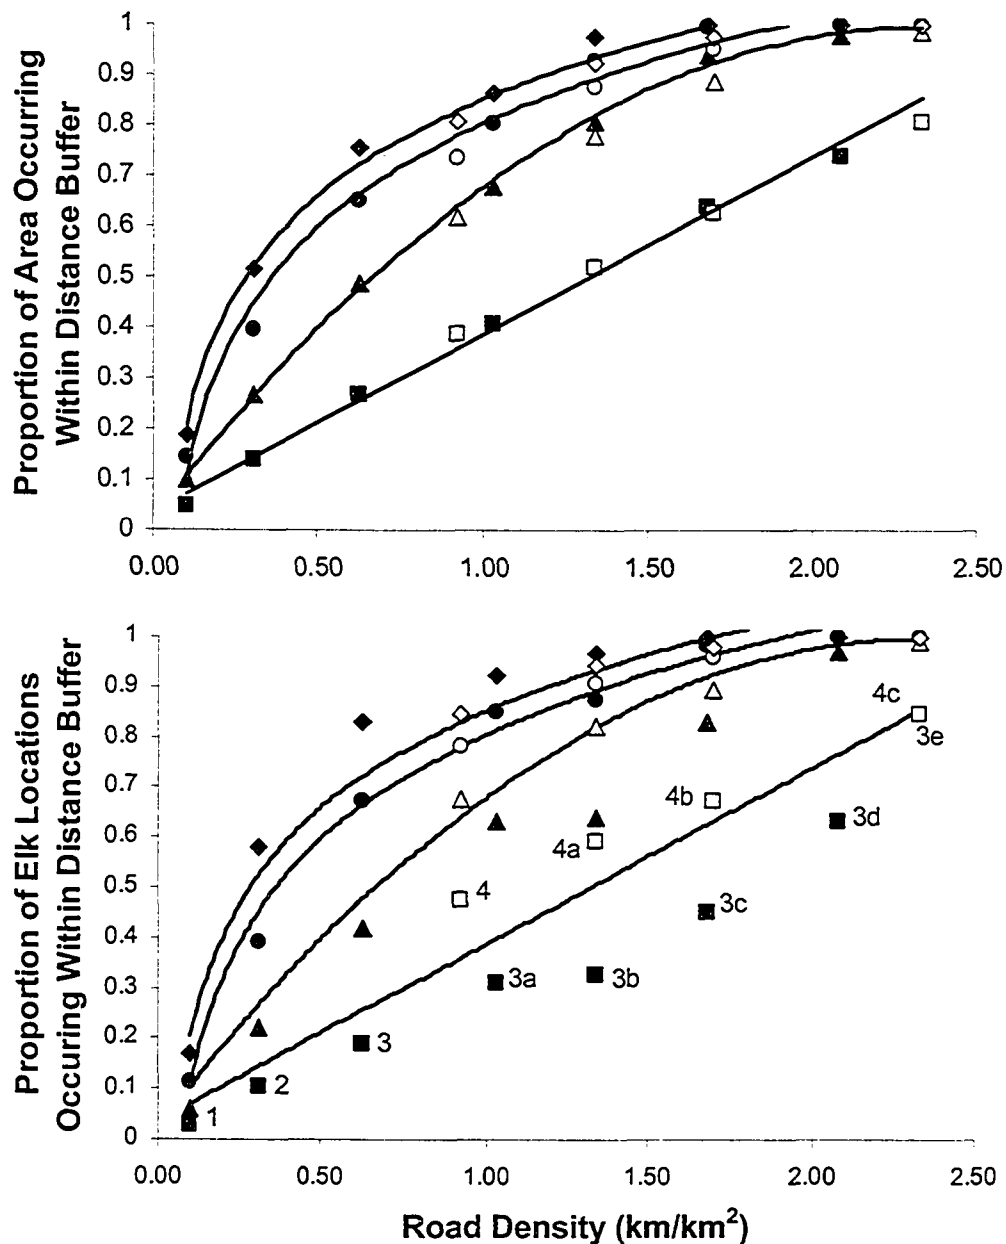 Proportion of Area Occurring
Within Distance Buffer
1
0.9
0.8
0.7
0.6
0.5
0.4
0.3
0.2
0.1
0
0.00
0.50
1.00
1.50
2.00
2.50
Proportion of Elk Locations
Occuring Within Distance Buffer
1
0.9
0.8
0.7
0.6
0.5
0.4
0.3
0.2
0.1
0
4c
3e
4b
3d
4a
4
3c
3a
3b
3
2
1
0.00
0.50
1.00
1.50
2.00
2.50
Road Density (km/km²)